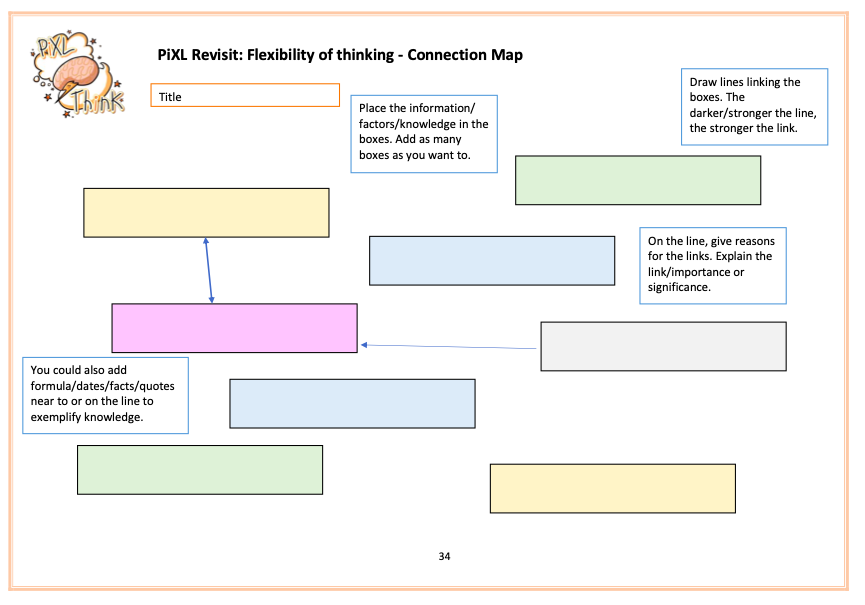 PiXL
Think
PiXL Revisit: Flexibility of thinking - Connection Map
Title
Place the information/
factors/knowledge in the
boxes. Add as many
boxes as you want to.
Draw lines linking the
boxes. The
darker/stronger the line,
the stronger the link.
On the line, give reasons
for the links. Explain the
link/importance or
significance.
You could also add
formula/dates/facts/quotes
near to or on the line to
exemplify knowledge.
34